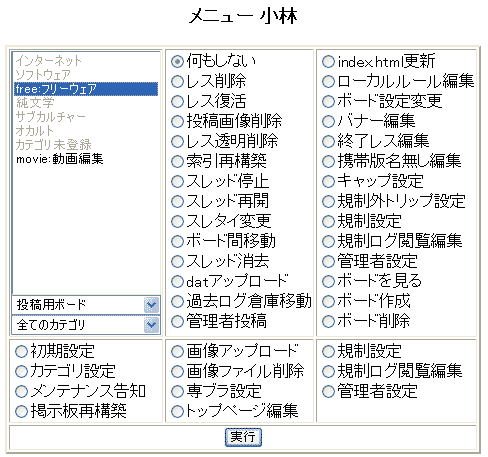 メニュー 小林
インターネット
ソフトウェア
free:フリーウェア
純文学
サブカルチャー
オカルト
カテゴリ未登録
movie:動画編集
投稿用ボード
全てのカテゴリ
何もしない
レス削除
レス復活
投稿画像削除
レス透明削除
索引再構築
スレッド停止
スレッド再開
スレタイ変更
ボード間移動
スレッド消去
datアップロード
過去ログ倉庫移動
管理者投稿
index.html更新
ローカルルール編集
ボード設定変更
バナー編集
終了レス編集
携帯版名無し編集
キャップ設定
規制外トリップ設定
規制設定
規制ログ閲覧編集
管理者設定
ボードを見る
ボード作成
ボード削除
初期設定
カテゴリ設定
メンテナンス告知
掲示板再構築
画像アップロード
画像ファイル削除
専ブラ設定
トップページ編集
規制設定
規制ログ閲覧編集
管理者設定
実行